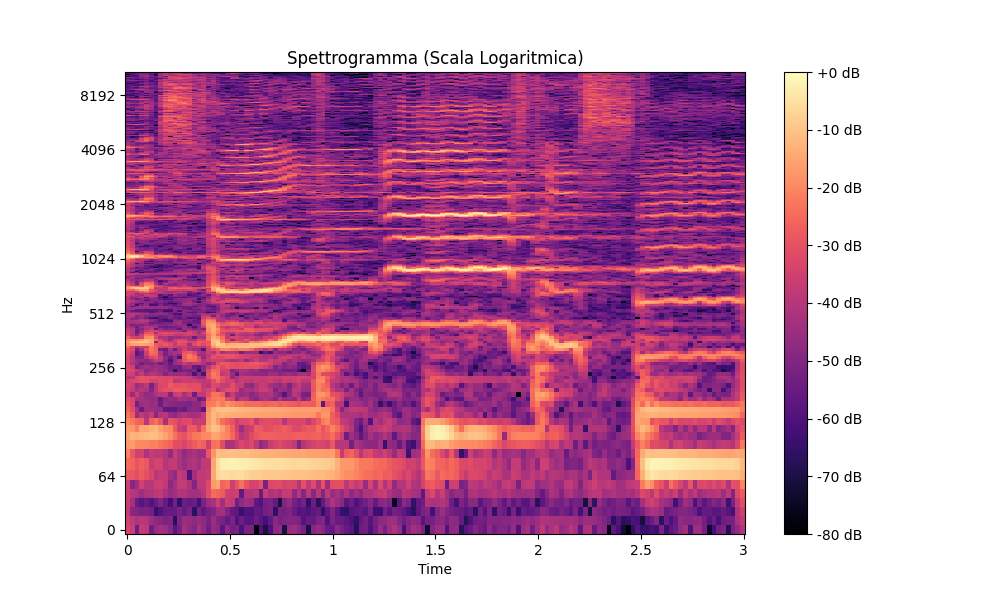 Spettrogramma (Scala Logaritmica)
Hz
8192
4096
2048
1024
512
256
128
64
0
0
0.5
1
1.5
2
2.5
3
Time
+0 dB
-10 dB
-20 dB
-30 dB
-40 dB
-50 dB
-60 dB
-70 dB
-80 dB